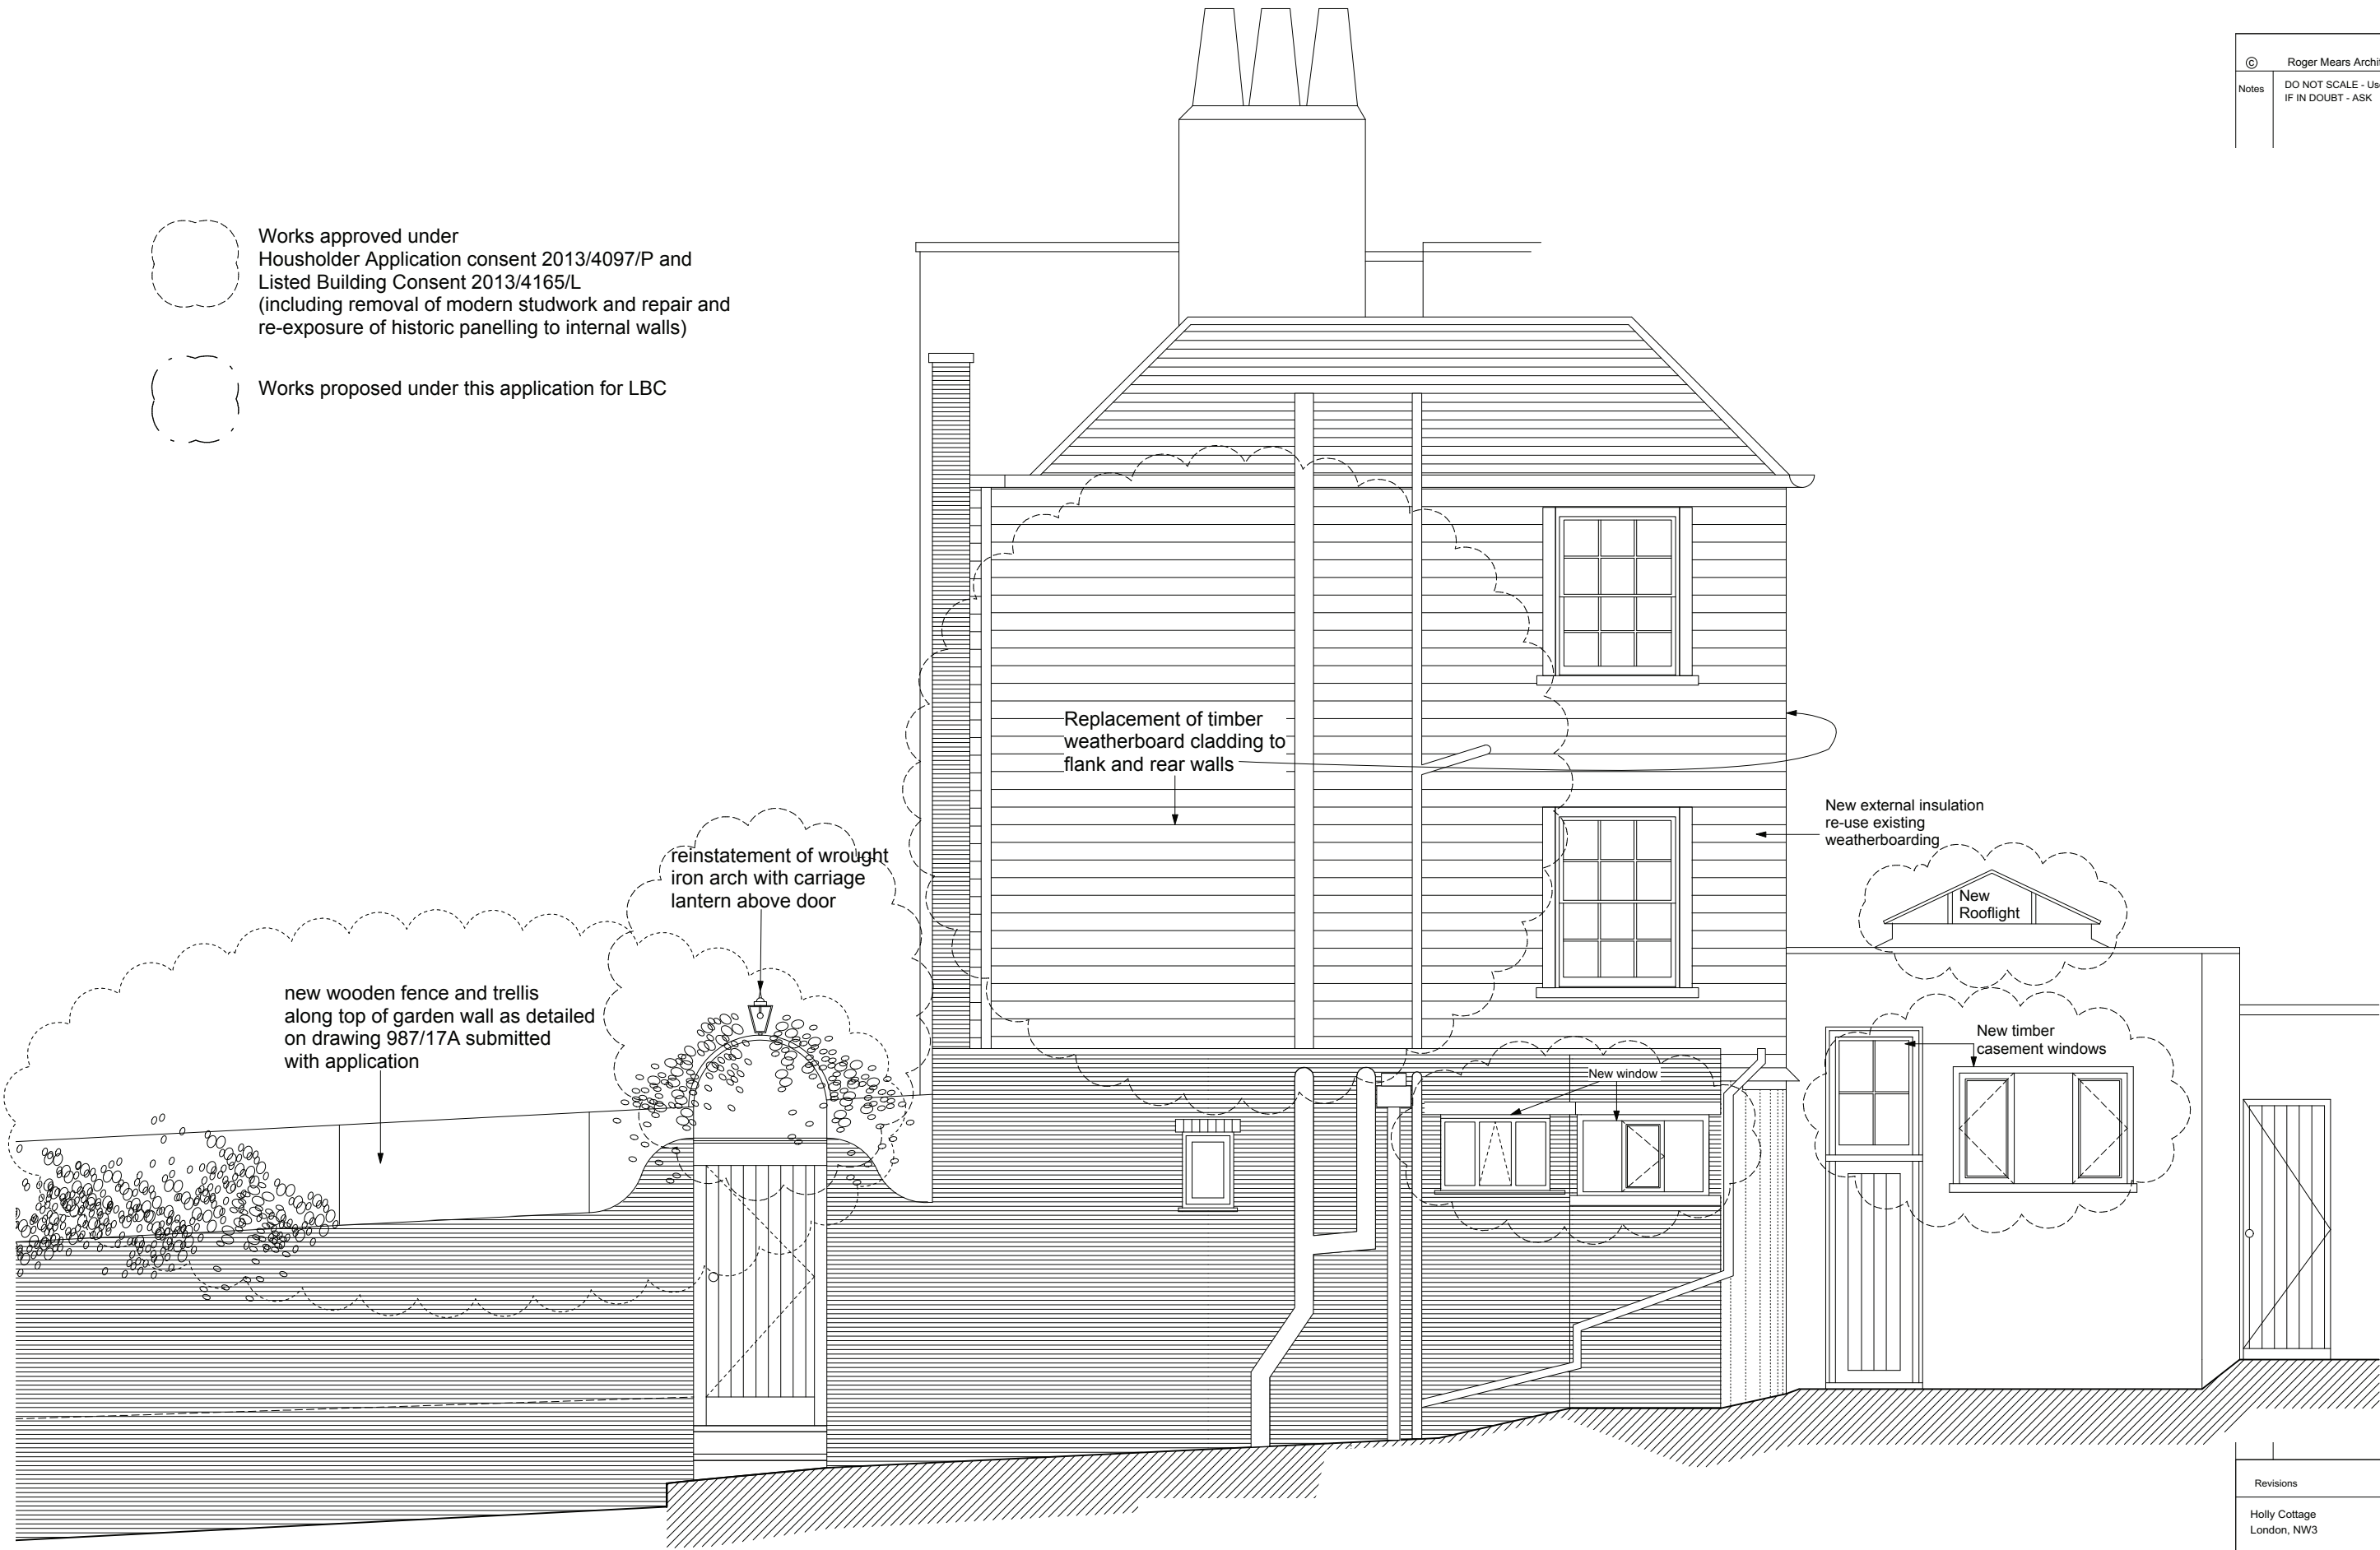 © Roger Mears Archi
Notes DO NOT SCALE - Us
IF IN DOUBT - ASK
Works approved under
Housholder Application consent 2013/4097/P and
Listed Building Consent 2013/4165/L
(including removal of modern studwork and repair and
re-exposure of historic panelling to internal walls)
Works proposed under this application for LBC
Replacement of timber
weatherboard cladding to
flank and rear walls
New external insulation
re-use existing
weatherboarding
reinstatement of wrought
iron arch with carriage
lantern above door
New
Rooflight
new wooden fence and trellis
along top of garden wall as detailed
on drawing 987/17A submitted
with application
New timber
casement windows
New window
Revisions
Holly Cottage
London, NW3